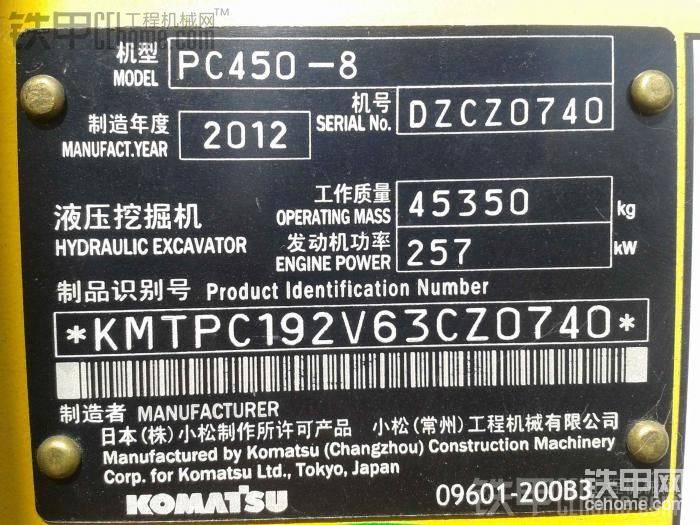 铁甲工程机械网
cehome.com
机型 PC450-8
MODEL
机号 DZCZ0740
SERIAL No.
制造年度 2012
MANUFACT.YEAR
工作质量 45350 kg
OPERATING MASS
液压挖掘机
HYDRAULIC EXCAVATOR
发动机功率 257 kW
ENGINE POWER
制品识别号 Product Identification Number
*KMTPC192V63CZ0740*
制造者 MANUFACTURER
日本(株)小松制作所许可产品 小松(常州)工程机械有限公司
Manufactured by Komatsu (Changzhou) Construction Machinery
Corp. for Komatsu Ltd., Tokyo, Japan
KOMATSU 09601-200B3
铁甲网
cehome.com